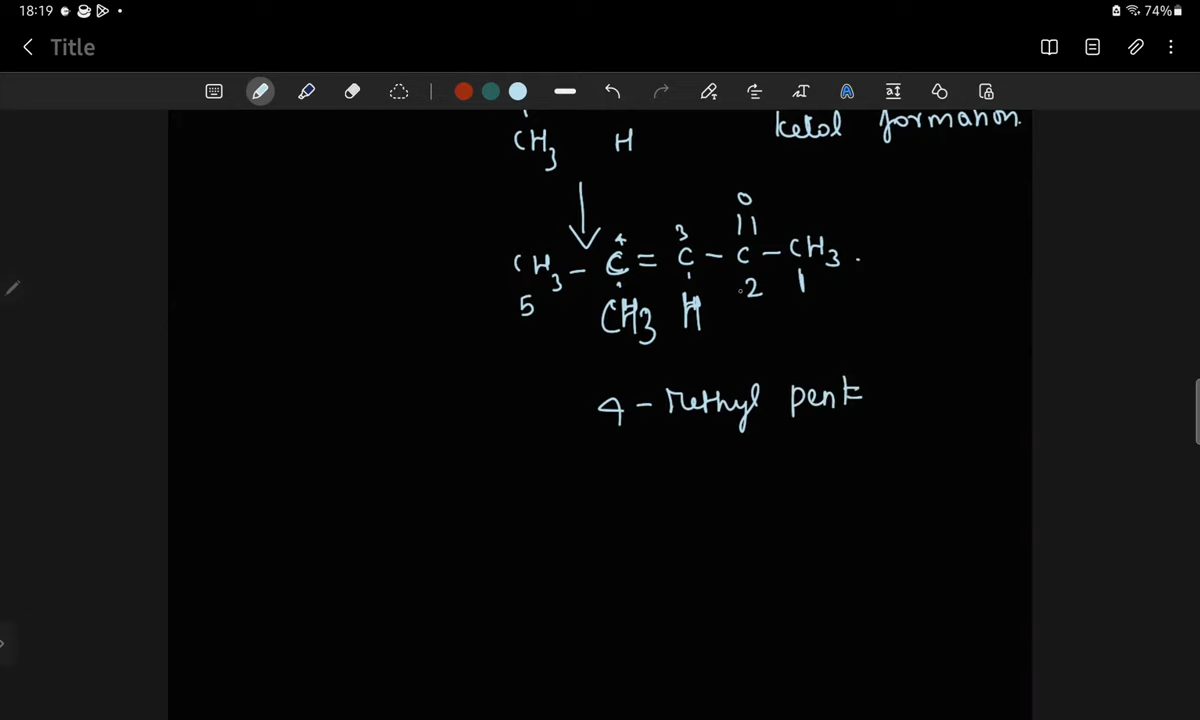 18:19
74%
Title
ketol formation.
CH3 H
O
4 3 ||
CH3 - C = C - C - CH3.
5 CH3 H 2 1
4 - Methyl pent